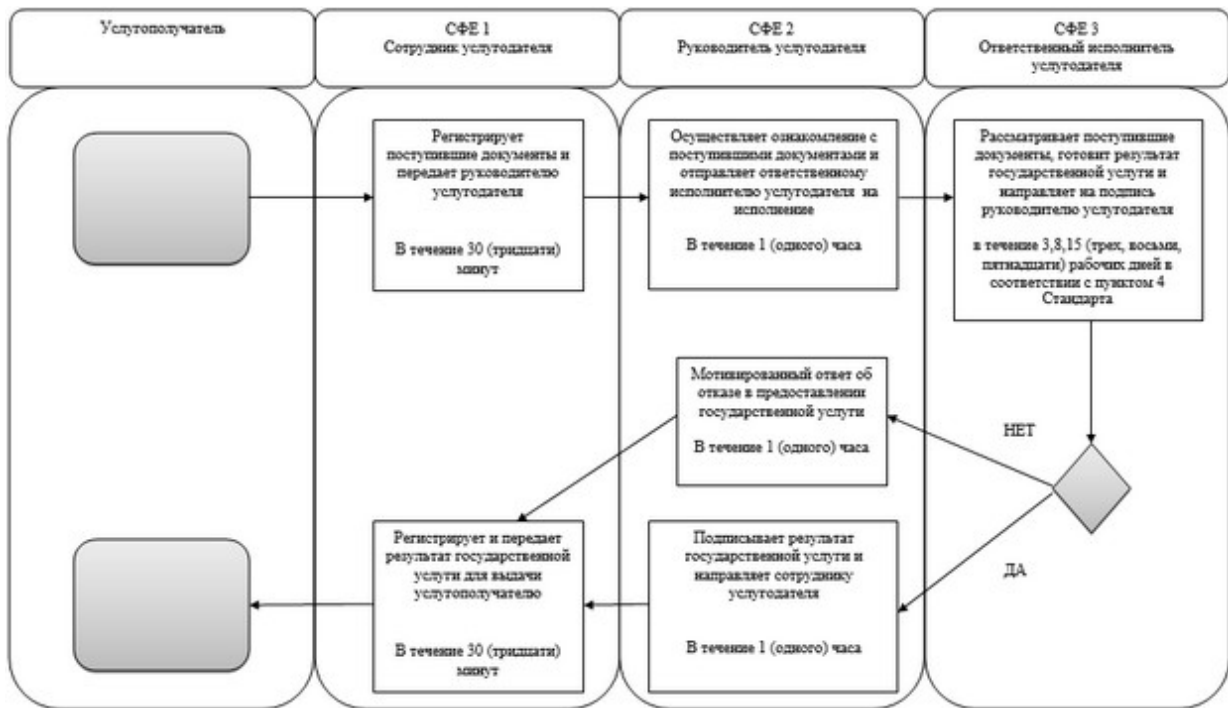 Услугополучатель
СФЕ 1
Сотрудник услугодателя
СФЕ 2
Руководитель услугодателя
СФЕ 3
Ответственный исполнитель
услугодателя
Регистрирует
поступившие документы и
передает руководителю
услугодателя
В течение 30 (тридцати)
минут
Осуществляет ознакомление с
поступившими документами и
отправляет ответственному
исполнителю услугодателя на
исполнение
В течение 1 (одного) часа
Рассматривает поступившие
документы, готовит результат
государственной услуги и
направляет на подпись
руководителю услугодателя
в течение 3,8,15 (трех, восьми,
пятнадцати) рабочих дней в
соответствии с пунктом 4
Стандарта
Мотивированный ответ об
отказе в предоставлении
государственной услуги
В течение 1 (одного) часа
НЕТ
ДА
Регистрирует и передает
результат государственной
услуги для выдачи
услугополучателю
В течение 30 (тридцати)
минут
Подписывает результат
государственной услуги и
направляет сотруднику
услугодателя
В течение 1 (одного) часа